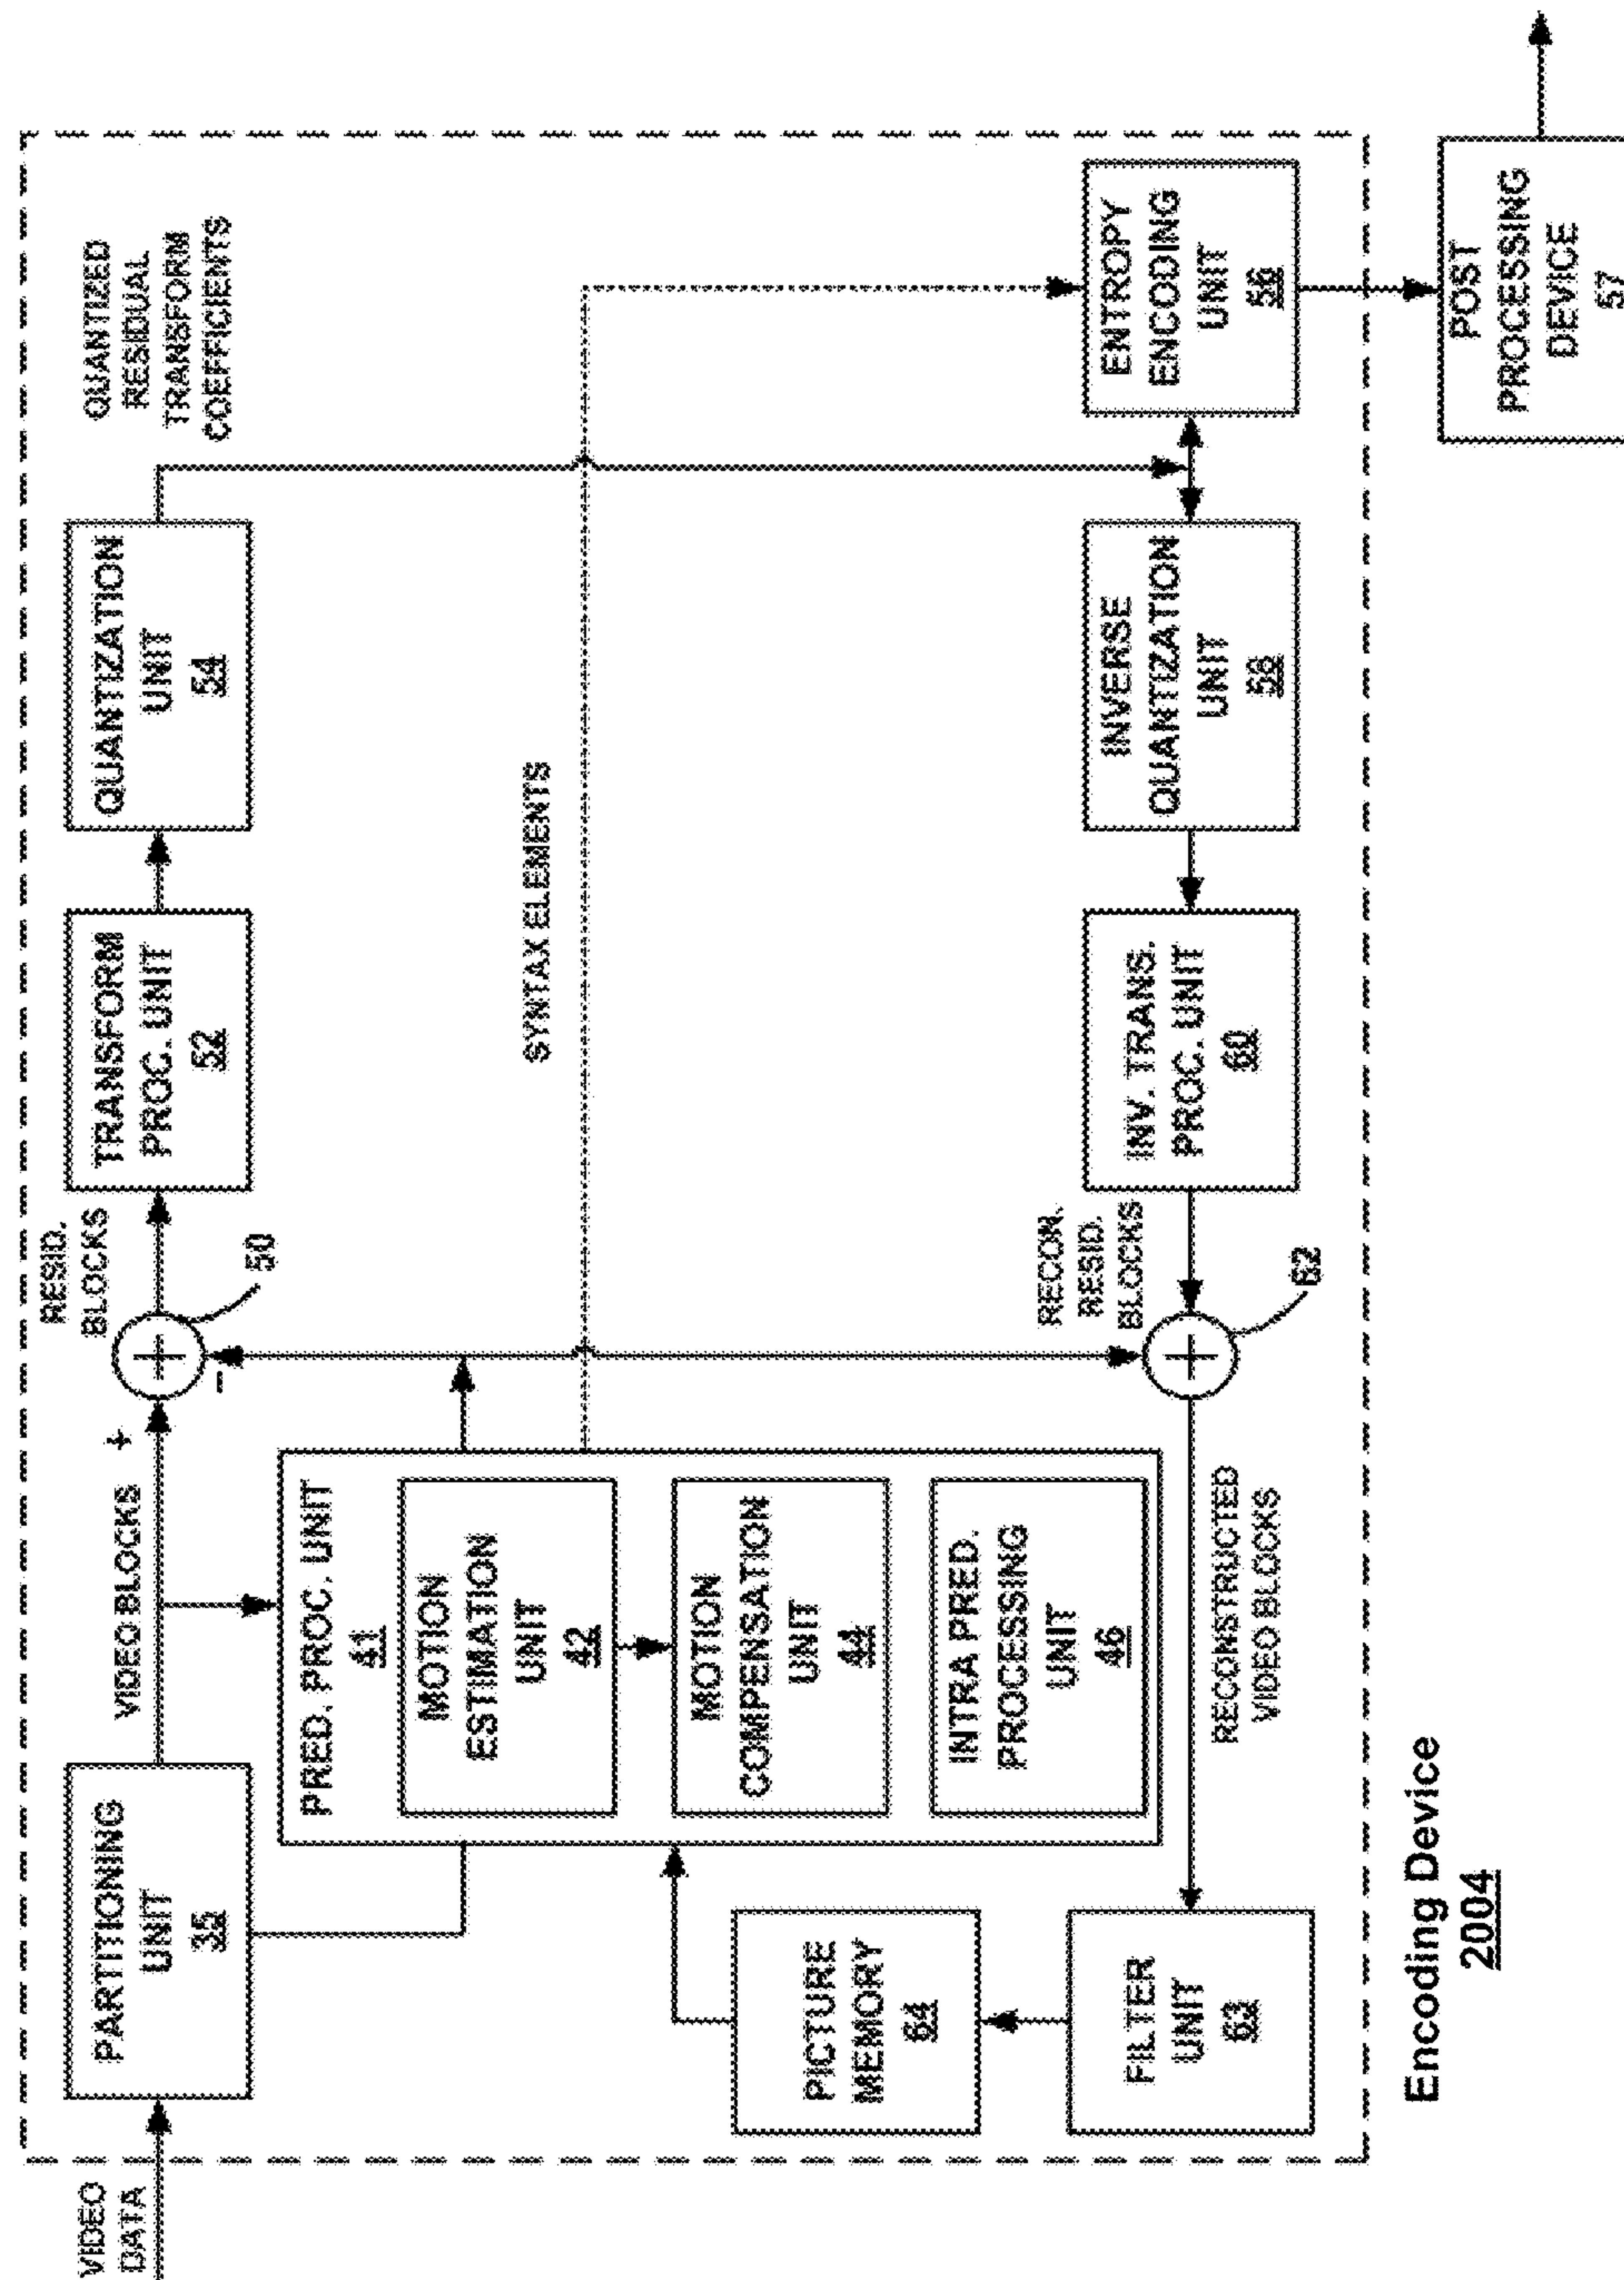 VIDEO
DATA
PARTITIONING
UNIT
35
VIDEO BLOCKS
+
-
RESID.
BLOCKS
50
TRANSFORM
PROC. UNIT
52
QUANTIZATION
UNIT
54
QUANTIZED
RESIDUAL
TRANSFORM
COEFFICIENTS
PRED. PROC. UNIT
41
MOTION
ESTIMATION
UNIT
42
MOTION
COMPENSATION
UNIT
44
INTRA PRED.
PROCESSING
UNIT
46
SYNTAX ELEMENTS
PICTURE
MEMORY
64
FILTER
UNIT
63
RECONSTRUCTED
VIDEO BLOCKS
RECON.
RESID.
BLOCKS
62
INV. TRANS.
PROC. UNIT
60
INVERSE
QUANTIZATION
UNIT
58
ENTROPY
ENCODING
UNIT
56
POST
PROCESSING
DEVICE
57
Encoding Device
2004